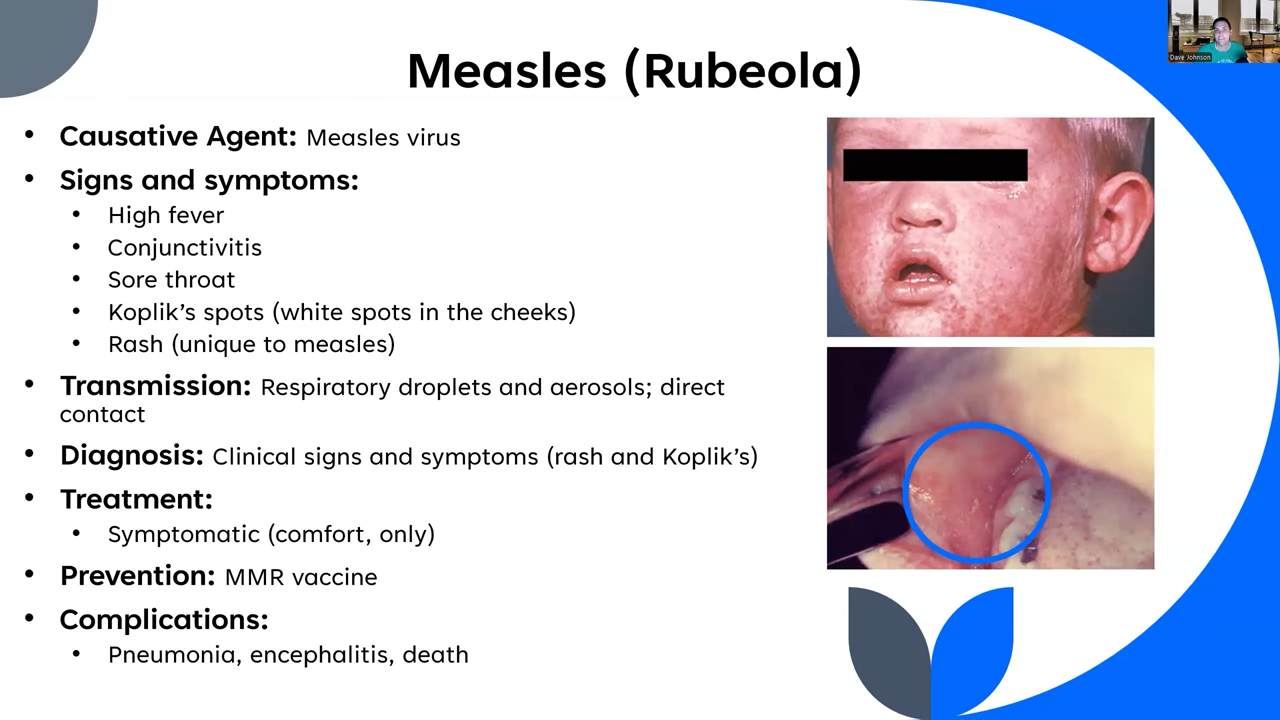 Measles (Rubeola)
• Causative Agent: Measles virus
• Signs and symptoms:
• High fever
• Conjunctivitis
• Sore throat
• Koplik’s spots (white spots in the cheeks)
• Rash (unique to measles)
• Transmission: Respiratory droplets and aerosols; direct
contact
• Diagnosis: Clinical signs and symptoms (rash and Koplik’s)
• Treatment:
• Symptomatic (comfort, only)
• Prevention: MMR vaccine
• Complications:
• Pneumonia, encephalitis, death
Dave Johnson